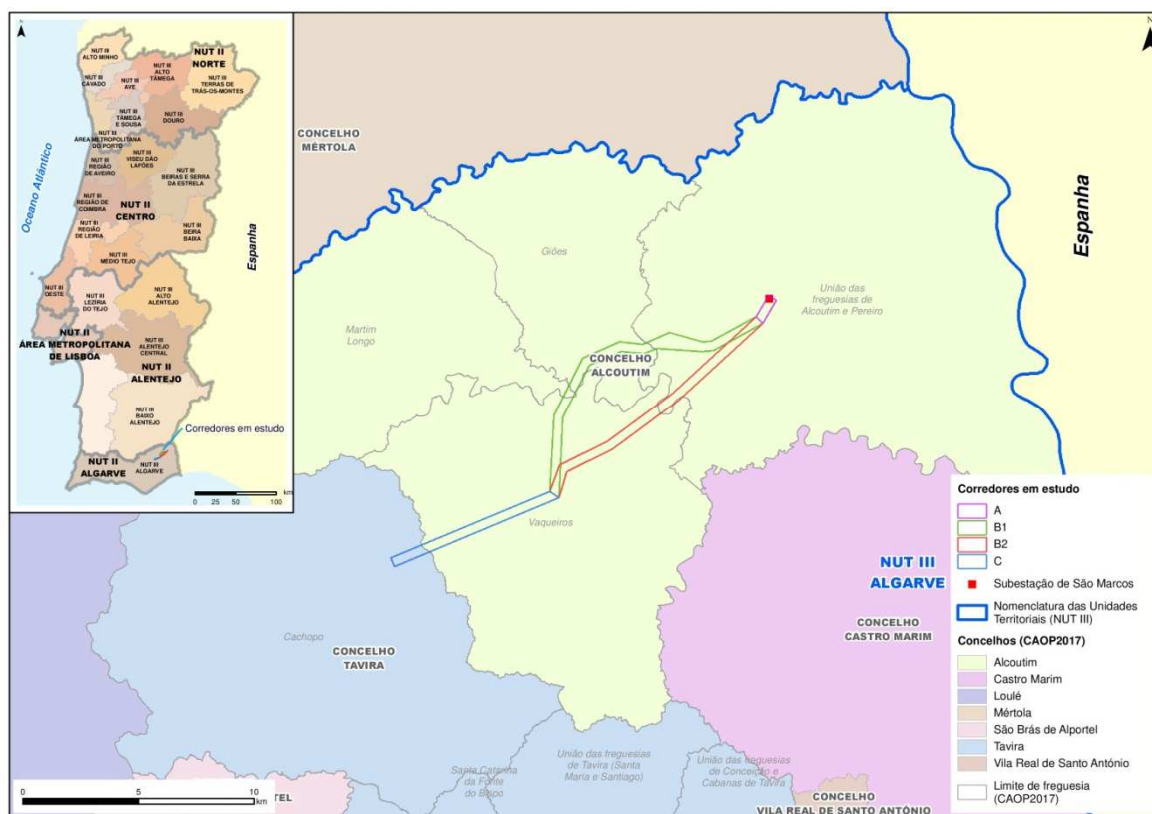 N
NUT III
ALTO MINHO
NUT II
NORTE
NUT III
CAVADO
NUT III
AVE
NUT III
ALTO
TÂMEGA
NUT III
TERRAS DE
TRÁS-OS-MONTES
NUT III
TÂMEGA
E SOUSA
NUT III
DOURO
NUT III
ÁREA METROPOLITANA
DO PORTO
NUT III
REGIÃO
DE AVEIRO
NUT III
VISEU DÃO
LAFÕES
NUT III
BEIRAS E SERRA
DA ESTRELA
NUT III
REGIÃO DE
COIMBRA
NUT II
CENTRO
NUT III
REGIÃO
DE LEIRIA
NUT III
BEIRA
BAIXA
NUT III
MÉDIO TEJO
NUT III
OESTE
NUT III
LEZÍRIA
DO TEJO
NUT III
ALTO
ALENTEJO
NUT II
ÁREA METROPOLITANA
DE LISBOA
NUT III
ALENTEJO
CENTRAL
NUT II
ALENTEJO
NUT III
BAIXO
ALENTEJO
Corredores em estudo
NUT II
ALGARVE
NUT III
ALGARVE
Oceano Atlântico
Espanha
km
0 25 50 100
N
CONCELHO
MÉRTOLA
Espanha
Giões
União das
freguesias de
Alcoutim e Pereiro
Martim
Longo
CONCELHO
ALCOUTIM
Vaqueiros
NUT III
ALGARVE
CONCELHO
CASTRO MARIM
Cachopo
CONCELHO
TAVIRA
União das freguesias
de Tavira (Santa
Maria e Santiago)
Santa Catarina
da Fonte
do Bispo
União das freguesias
de Conceição e
Cabanas de Tavira
TEL
CONCELHO
VILA REAL DE SANTO ANTÓNIO
0 5 10
km
Corredores em estudo
A
B1
B2
C
Subestação de São Marcos
Nomenclatura das Unidades
Territoriais (NUT III)
Concelhos (CAOP2017)
Alcoutim
Castro Marim
Loulé
Mértola
São Brás de Alportel
Tavira
Vila Real de Santo António
Limite de freguesia
(CAOP2017)